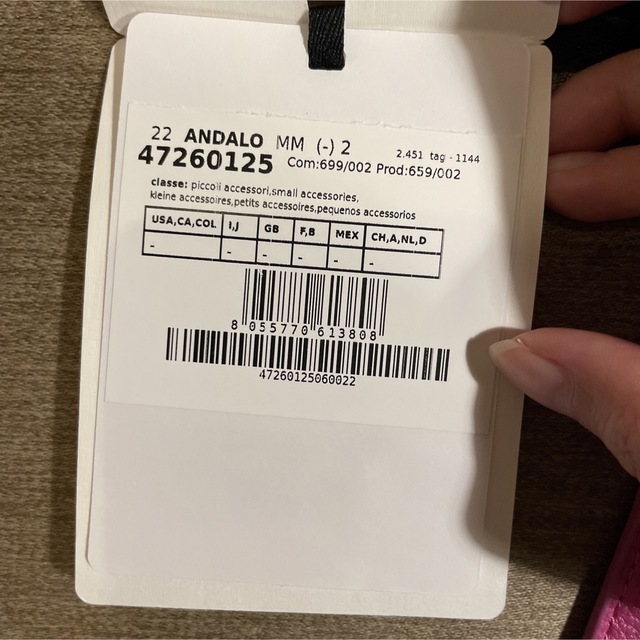 22 ANDALO MM (-) 2 2.451 tag - 1144
47260125 Com:699/002 Prod:659/002
classe: piccoli accessori,small accessories,
kleine accessoires,petits accessoires,pequenos accessorios
USA,CA,COL I,J GB F,B MEX CH,A,NL,D
- - - - - -
8 055770 613808
47260125060022